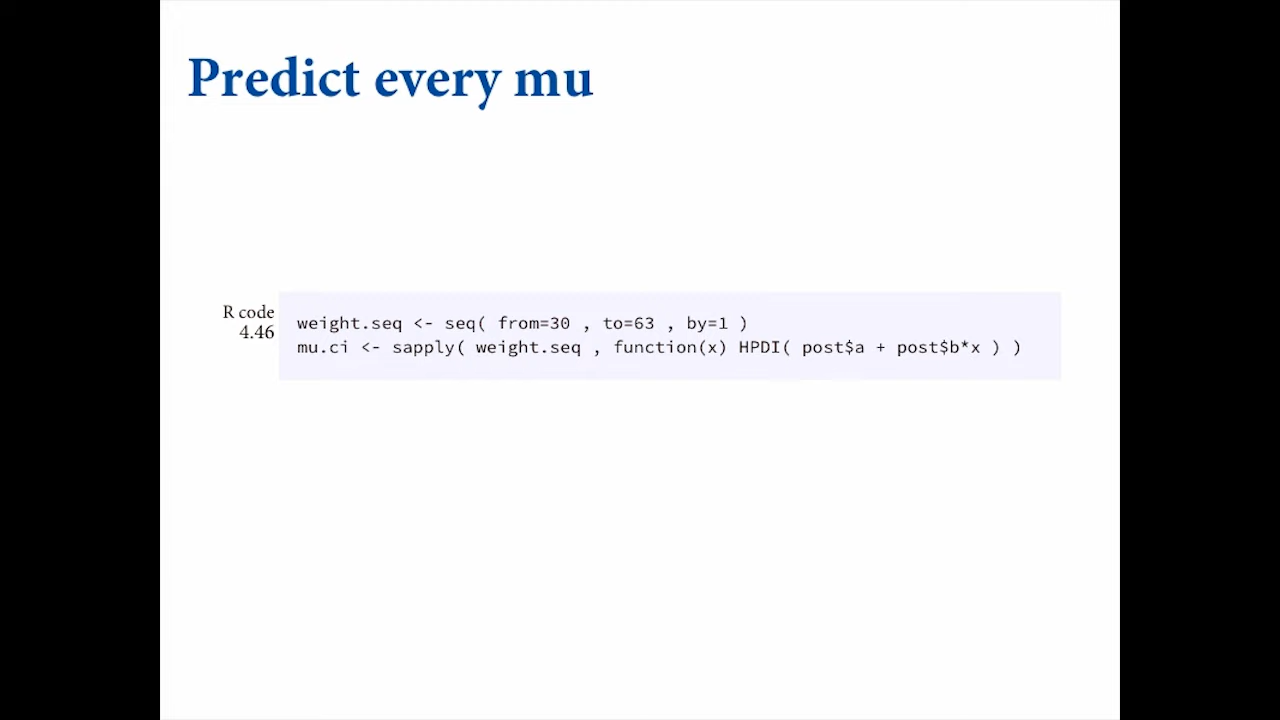 Predict every mu
R code
4.46
weight.seq <- seq( from=30 , to=63 , by=1 )
mu.ci <- sapply( weight.seq , function(x) HPDI( post$a + post$b*x ) )